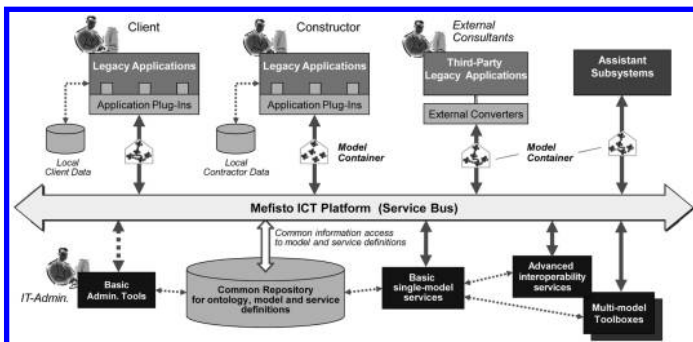 Client
Constructor
External
Consultants
Legacy Applications
Application Plug-Ins
Legacy Applications
Application Plug-Ins
Third-Party
Legacy Applications
External Converters
Assistant
Subsystems
Local
Client Data
Local
Contractor Data
Model
Container
Model
Container
Mefisto ICT Platform (Service Bus)
Common information access
to model and service definitions
IT-Admin.
Basic
Admin. Tools
Common Repository
for ontology, model and service
definitions
Basic
single-model
services
Advanced
interoperability
services
Multi-model
Toolboxes